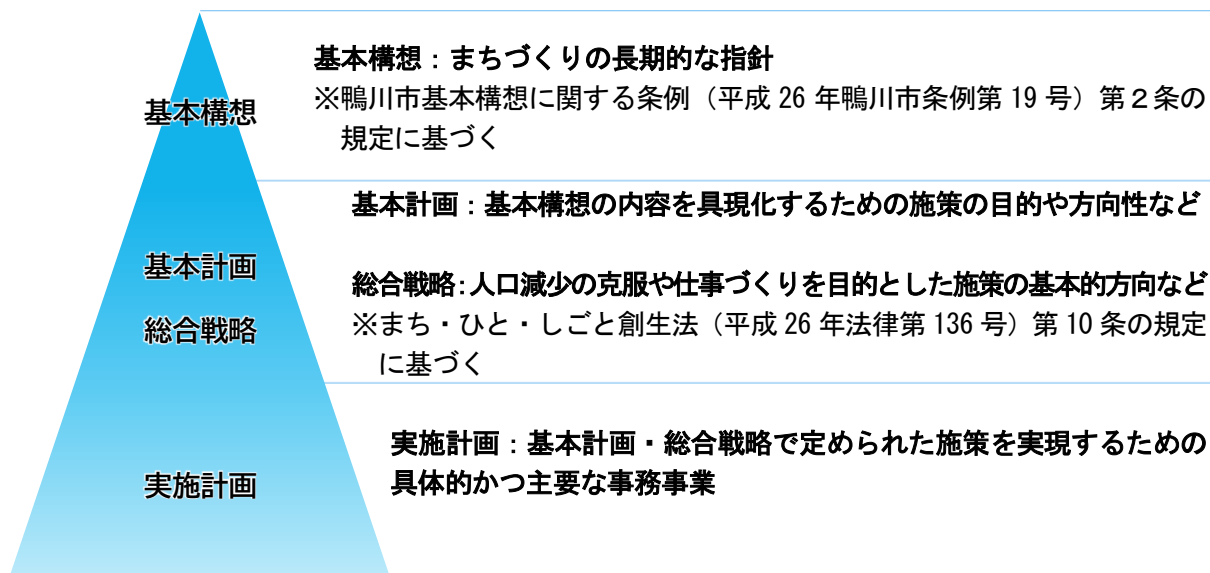 基本構想
基本構想：まちづくりの長期的な指針
※鴨川市基本構想に関する条例（平成 26 年鴨川市条例第 19 号）第２条の
規定に基づく
基本計画
総合戦略
基本計画：基本構想の内容を具現化するための施策の目的や方向性など
総合戦略：人口減少の克服や仕事づくりを目的とした施策の基本的方向など
※まち・ひと・しごと創生法（平成 26 年法律第 136 号）第 10 条の規定
に基づく
実施計画
実施計画：基本計画・総合戦略で定められた施策を実現するための
具体的かつ主要な事務事業